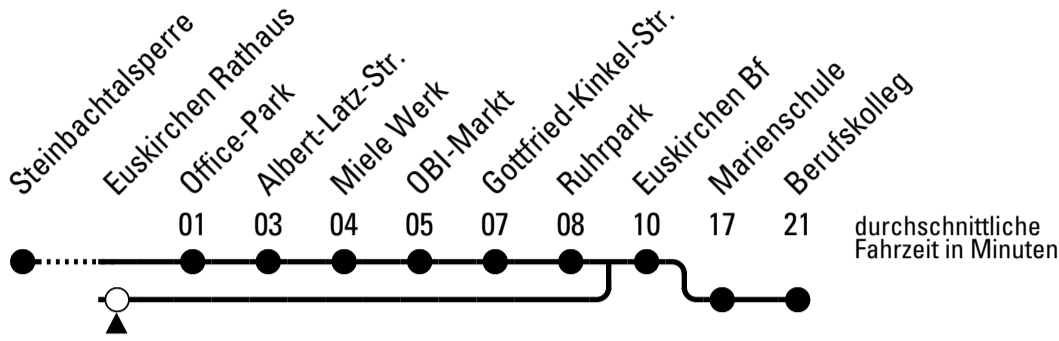 Steinbachtalsperre
Euskirchen Rathaus
Office-Park
Albert-Latz-Str.
Miele Werk
OBI-Markt
Gottfried-Kinkel-Str.
Ruhrpark
Euskirchen Bf
Marienschule
Berufskolleg
01 03 04 05 07 08 10 17 21
durchschnittliche
Fahrzeit in Minuten